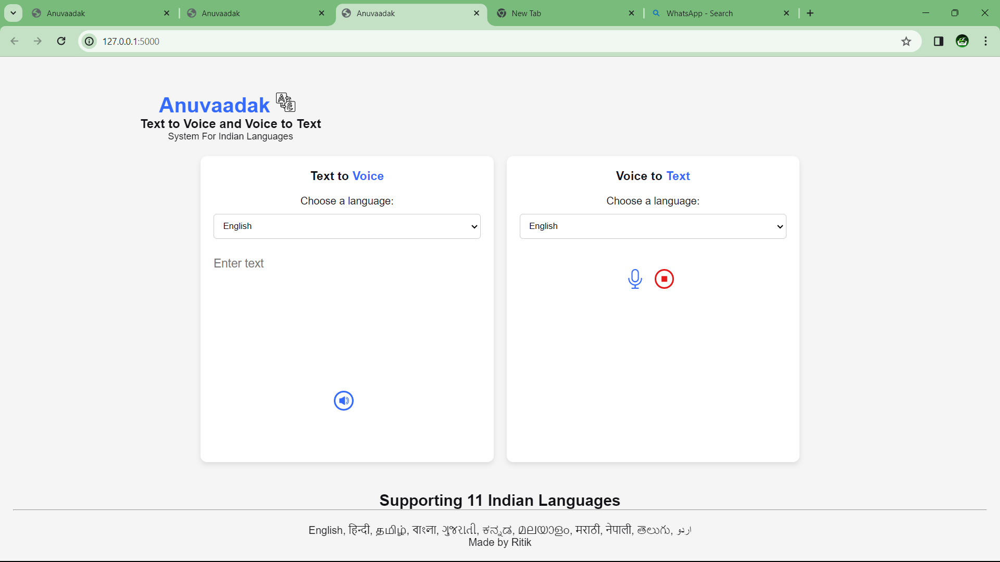 Anuvaadak
Anuvaadak
Anuvaadak
New Tab
WhatsApp - Search
127.0.0.1:5000
Anuvaadak
Text to Voice and Voice to Text
System For Indian Languages
Text to Voice
Choose a language:
English
Enter text
Voice to Text
Choose a language:
English
Supporting 11 Indian Languages
English, हिन्दी, தமிழ், বাংলা, ગુજરાતી, ಕನ್ನಡ, മലയാളം, मराठी, नेपाली, తెలుగు, اردو
Made by Ritik